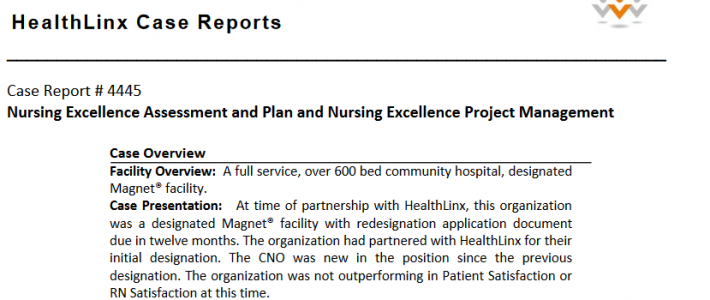 HealthLinx Case Reports
Case Report # 4445
Nursing Excellence Assessment and Plan and Nursing Excellence Project Management
Case Overview
Facility Overview: A full service, over 600 bed community hospital, designated
Magnet® facility.
Case Presentation: At time of partnership with HealthLinx, this organization
was a designated Magnet® facility with redesignation application document
due in twelve months. The organization had partnered with HealthLinx for their
initial designation. The CNO was new in the position since the previous
designation. The organization was not outperforming in Patient Satisfaction or
RN Satisfaction at this time.